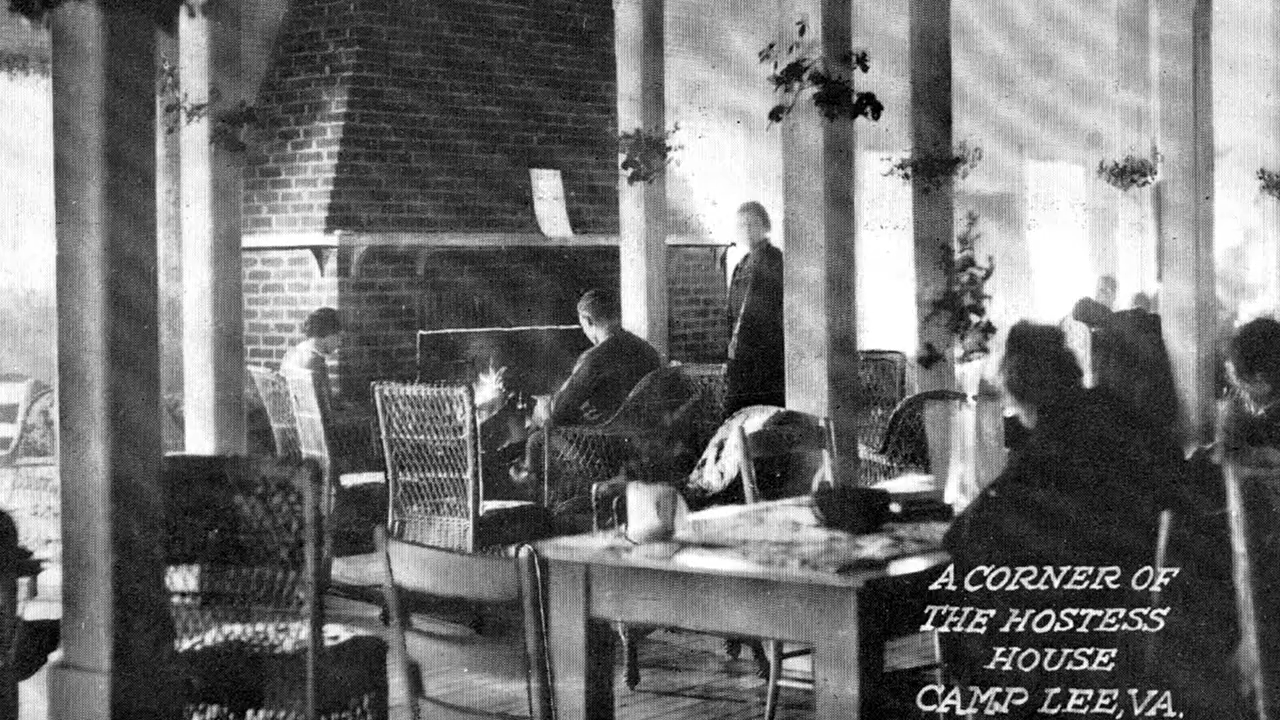 A CORNER OF
THE HOSTESS
HOUSE
CAMP LEE, VA.